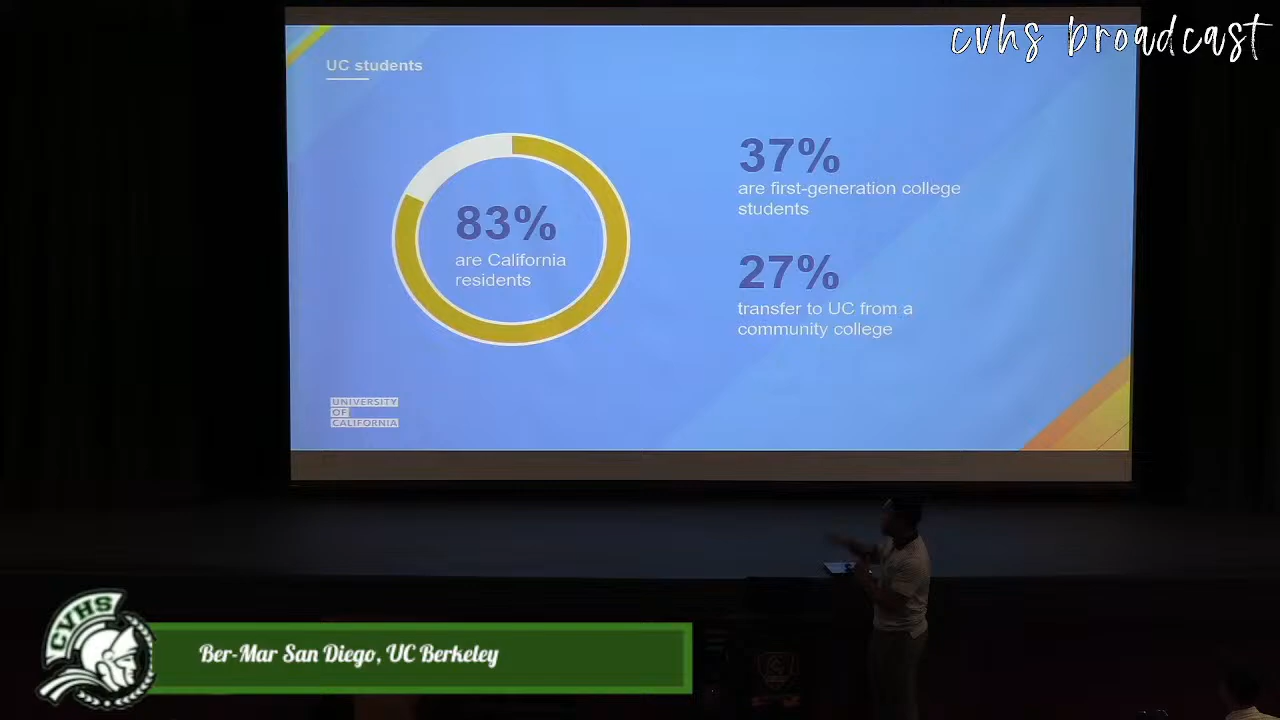 cvhs broadcast
UC students
83%
are California
residents
37%
are first-generation college
students
27%
transfer to UC from a
community college
UNIVERSITY
OF
CALIFORNIA
CVHS
Ber-Mar San Diego, UC Berkeley